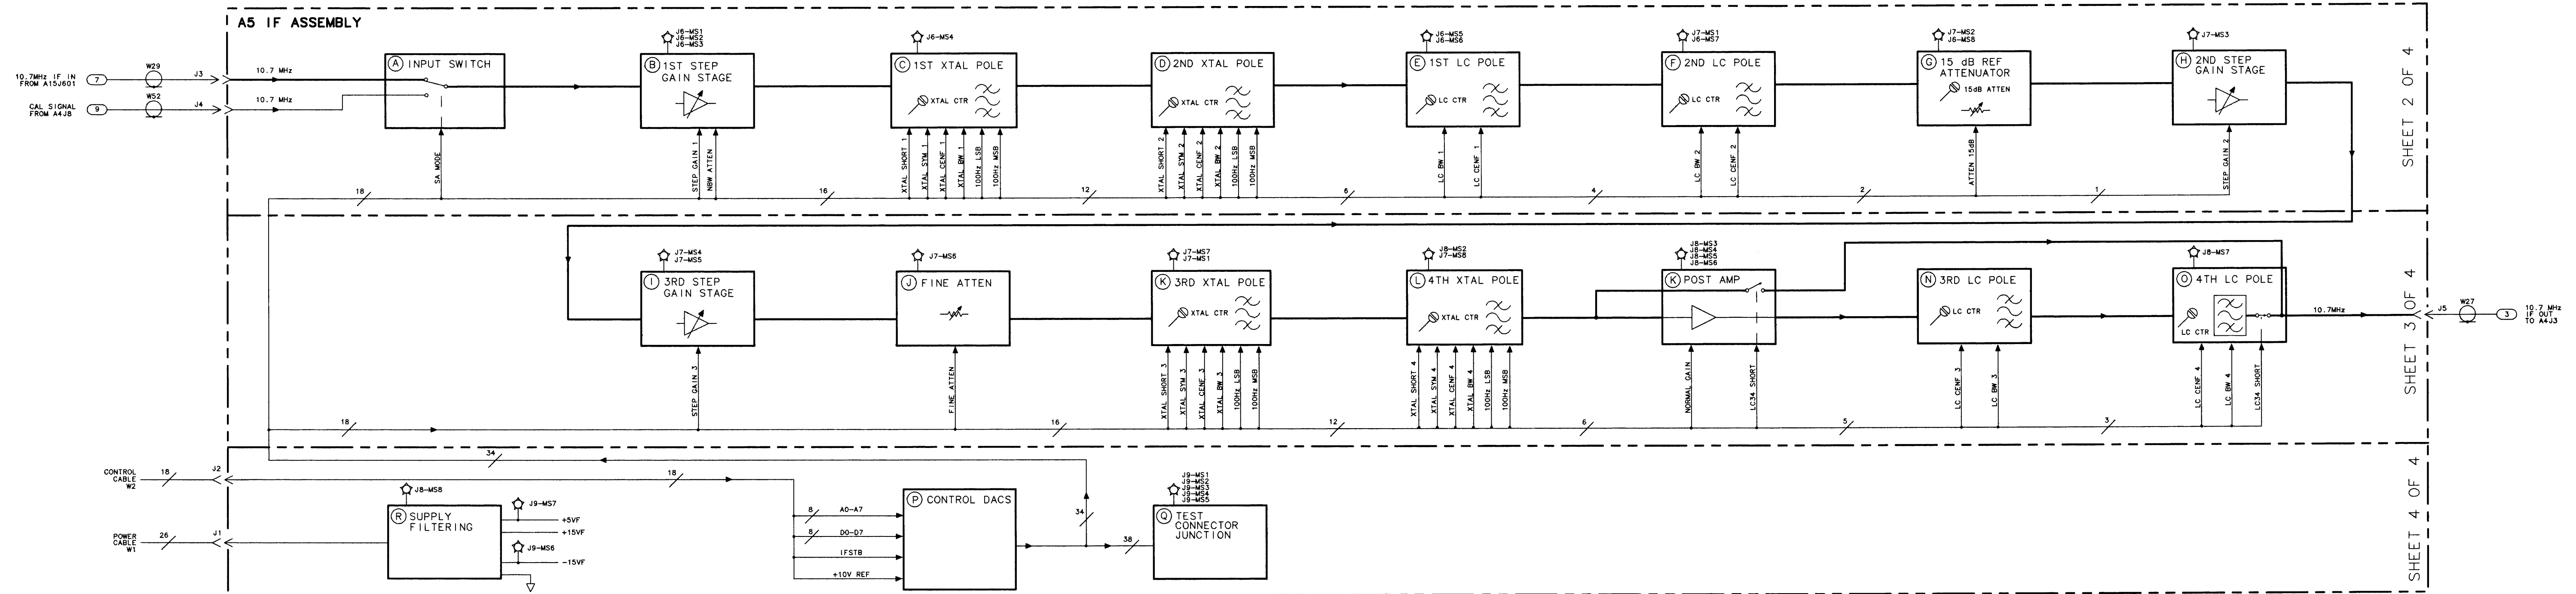 A5 IF ASSEMBLY
10.7MHz IF IN
FROM A15J601
7
W29
J3
10.7 MHz
CAL SIGNAL
FROM A4J8
9
W52
J4
10.7 MHz
A INPUT SWITCH
SA MODE
J6-MS1
J6-MS2
J6-MS3
B 1ST STEP
GAIN STAGE
STEP GAIN 1
NBW ATTEN
J6-MS4
C 1ST XTAL POLE
XTAL CTR
XTAL SHORT 1
XTAL SYM 1
XTAL CENF 1
XTAL BW 1
100Hz LSB
100Hz MSB
D 2ND XTAL POLE
XTAL CTR
XTAL SHORT 2
XTAL SYM 2
XTAL CENF 2
XTAL BW 2
100Hz LSB
100Hz MSB
J6-MS5
J6-MS6
E 1ST LC POLE
LC CTR
LC BW 1
LC CENF 1
J7-MS1
J6-MS7
F 2ND LC POLE
LC CTR
LC BW 2
LC CENF 2
J7-MS2
J6-MS8
G 15 dB REF
ATTENUATOR
15dB ATTEN
ATTEN 15dB
J7-MS3
H 2ND STEP
GAIN STAGE
STEP GAIN 2
18
16
12
6
4
2
1
SHEET 2 OF 4
J7-MS4
J7-MS5
I 3RD STEP
GAIN STAGE
STEP GAIN 3
J7-MS6
J FINE ATTEN
FINE ATTEN
J7-MS7
J7-MS1
K 3RD XTAL POLE
XTAL CTR
XTAL SHORT 3
XTAL SYM 3
XTAL CENF 3
XTAL BW 3
100Hz LSB
100Hz MSB
J8-MS2
J7-MS8
L 4TH XTAL POLE
XTAL CTR
XTAL SHORT 4
XTAL SYM 4
XTAL CENF 4
XTAL BW 4
100Hz LSB
100Hz MSB
J8-MS3
J8-MS4
J8-MS5
J8-MS6
K POST AMP
NORMAL GAIN
LC34 SHORT
N 3RD LC POLE
LC CTR
LC CENF 3
LC BW 3
J8-MS7
O 4TH LC POLE
LC CTR
LC CENF 4
LC BW 4
LC34 SHORT
10.7MHz
J5
W27
3
10.7 MHz
IF OUT
TO A4J3
18
16
12
6
5
3
SHEET 3 OF 4
CONTROL
CABLE
W2
18
J2
34
18
POWER
CABLE
W1
26
J1
J8-MS8
R SUPPLY
FILTERING
J9-MS7
+5VF
+15VF
J9-MS6
-15VF
8
A0-A7
8
D0-D7
IFSTB
+10V REF
P CONTROL DACS
34
38
J9-MS1
J9-MS2
J9-MS3
J9-MS4
J9-MS5
Q TEST
CONNECTOR
JUNCTION
SHEET 4 OF 4